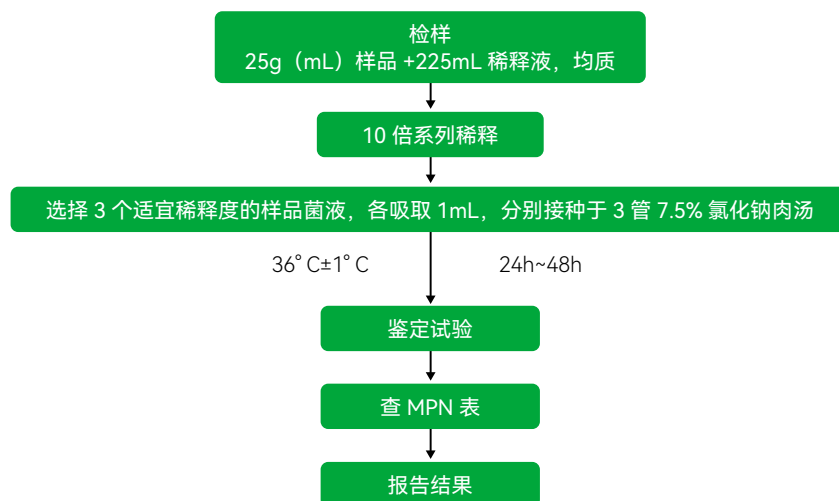 检样
25g（mL）样品 +225mL 稀释液，均质
10 倍系列稀释
选择 3 个适宜稀释度的样品菌液，各吸取 1mL，分别接种于 3 管 7.5% 氯化钠肉汤
36°C±1°C 24h~48h
鉴定试验
查 MPN 表
报告结果